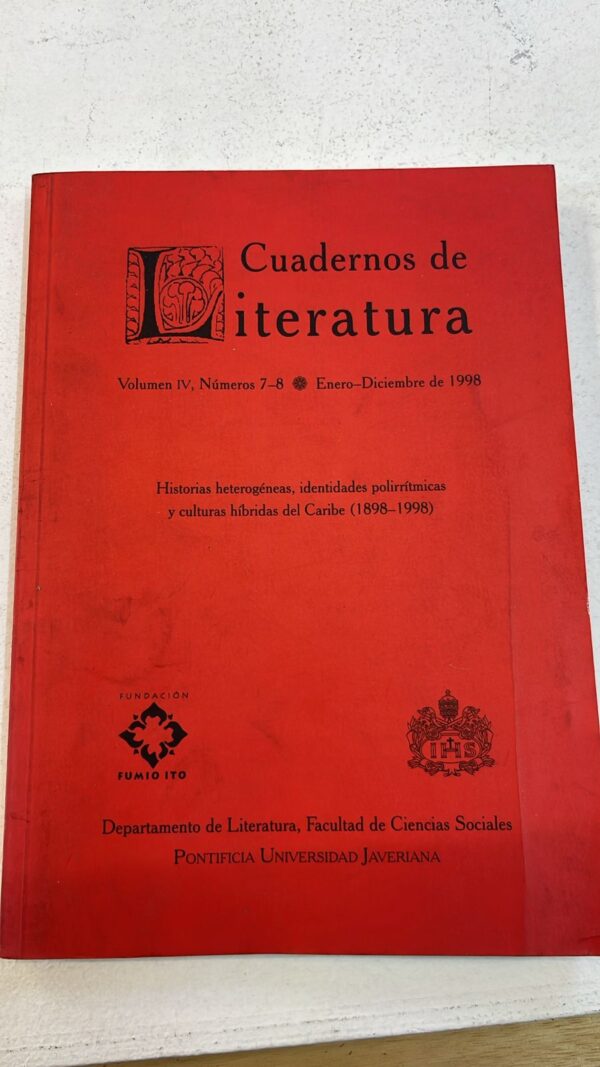 Cuadernos de
Literatura
Volumen IV, Números 7–8 ❋ Enero–Diciembre de 1998
Historias heterogéneas, identidades polirrítmicas
y culturas híbridas del Caribe (1898–1998)
FUNDACIÓN
FUMIO ITO
IHS
Departamento de Literatura, Facultad de Ciencias Sociales
PONTIFICIA UNIVERSIDAD JAVERIANA